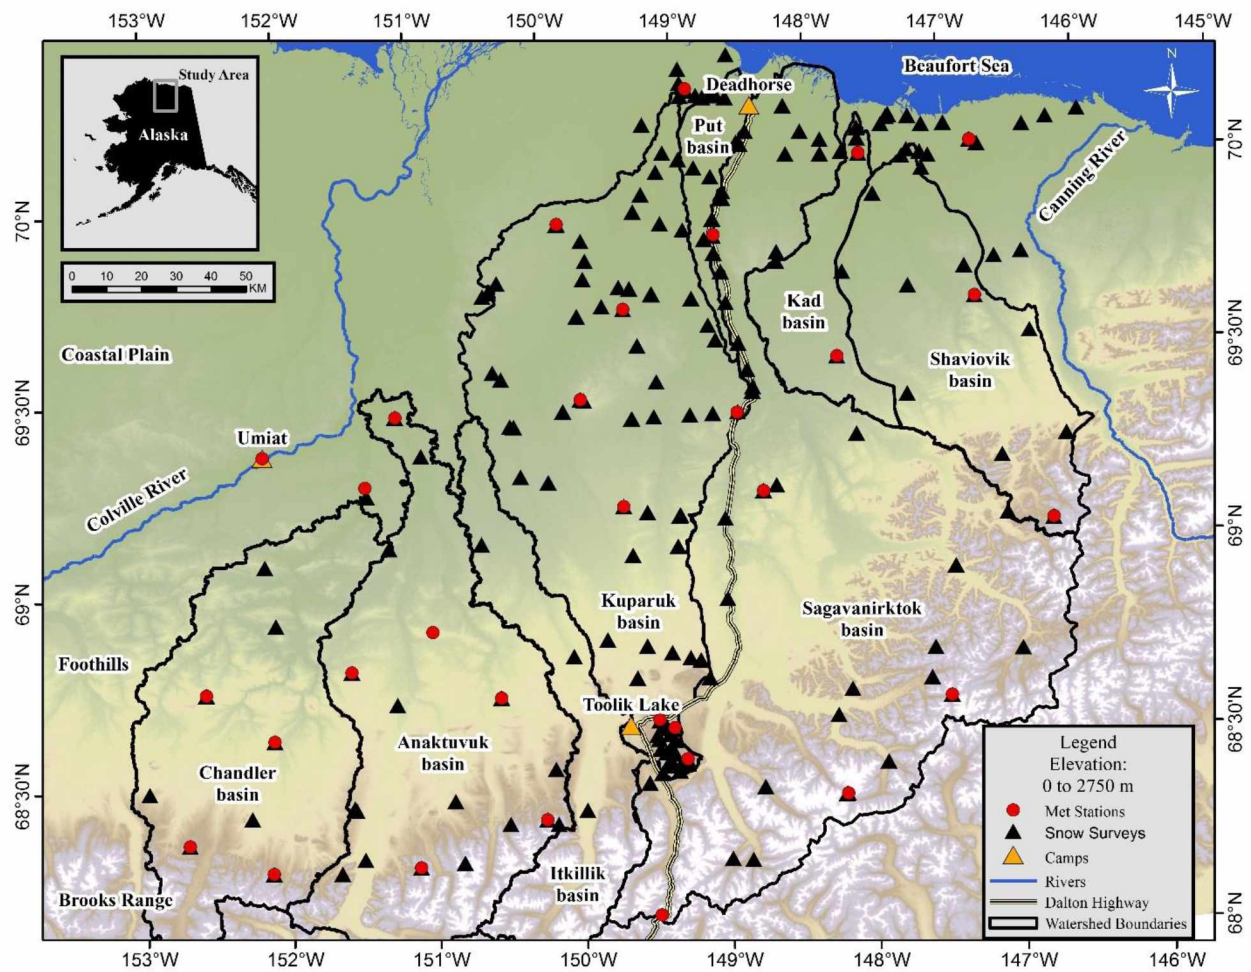 153°W 152°W 151°W 150°W 149°W 148°W 147°W 146°W 145°W
N
Study Area
Alaska
0 10 20 30 40 50
KM
Beaufort Sea
Deadhorse
Put
basin
Canning River
70°N
70°N
Kad
basin
Shaviovik
basin
69°30'N
69°30'N
Coastal Plain
Umiat
Colville River
69°N
69°N
Kuparuk
basin
Sagavanirktok
basin
Foothills
Toolik Lake
Anaktuvuk
basin
Chandler
basin
68°30'N
68°30'N
Itkillik
basin
Brooks Range
68°N
Legend
Elevation:
0 to 2750 m
Met Stations
Snow Surveys
Camps
Rivers
Dalton Highway
Watershed Boundaries
153°W 152°W 151°W 150°W 149°W 148°W 147°W 146°W